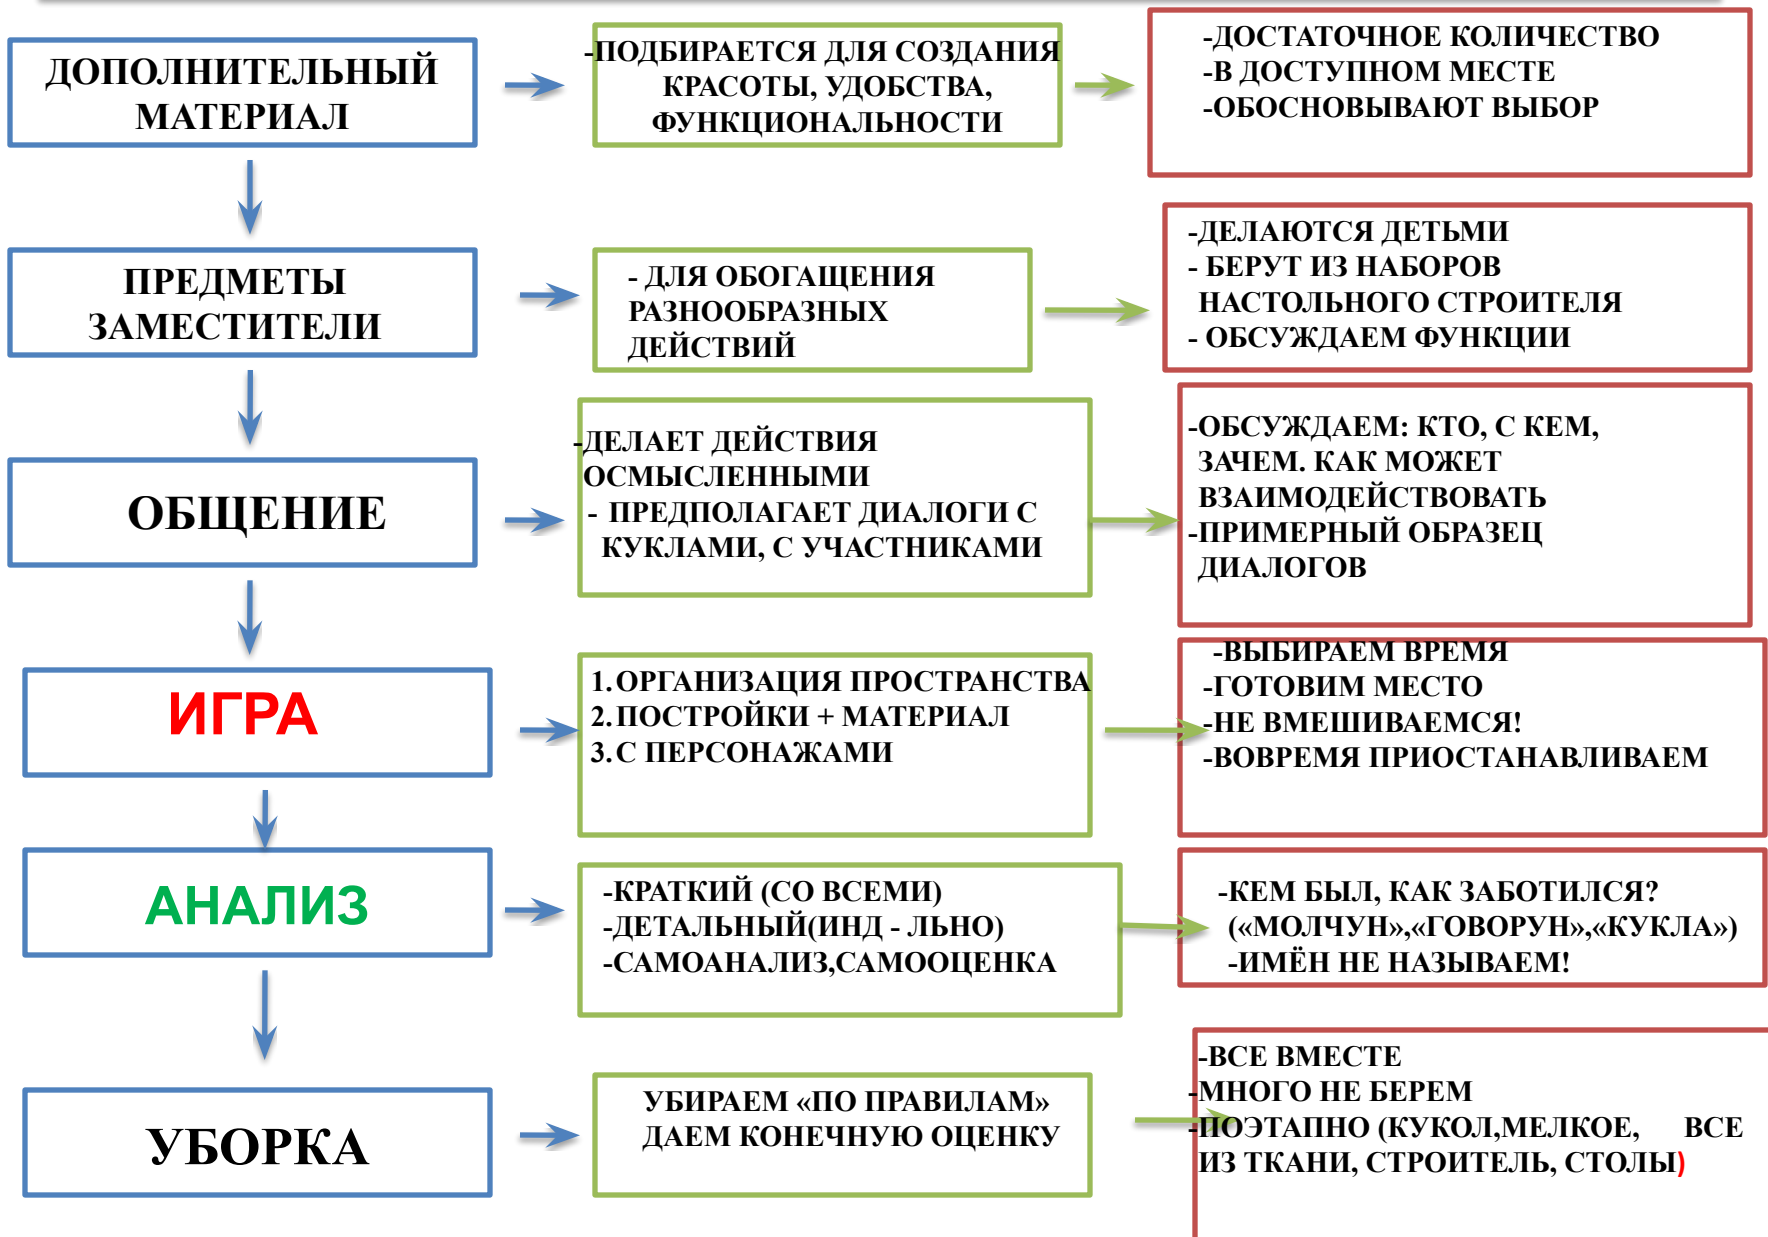 ДОПОЛНИТЕЛЬНЫЙ
МАТЕРИАЛ
-ПОДБИРАЕТСЯ ДЛЯ СОЗДАНИЯ
КРАСОТЫ, УДОБСТВА,
ФУНКЦИОНАЛЬНОСТИ
-ДОСТАТОЧНОЕ КОЛИЧЕСТВО
-В ДОСТУПНОМ МЕСТЕ
-ОБОСНОВЫВАЮТ ВЫБОР
ПРЕДМЕТЫ
ЗАМЕСТИТЕЛИ
- ДЛЯ ОБОГАЩЕНИЯ
РАЗНООБРАЗНЫХ
ДЕЙСТВИЙ
-ДЕЛАЮТСЯ ДЕТЬМИ
- БЕРУТ ИЗ НАБОРОВ
НАСТОЛЬНОГО СТРОИТЕЛЯ
- ОБСУЖДАЕМ ФУНКЦИИ
ОБЩЕНИЕ
-ДЕЛАЕТ ДЕЙСТВИЯ
ОСМЫСЛЕННЫМИ
- ПРЕДПОЛАГАЕТ ДИАЛОГИ С
КУКЛАМИ, С УЧАСТНИКАМИ
-ОБСУЖДАЕМ: КТО, С КЕМ,
ЗАЧЕМ. КАК МОЖЕТ
ВЗАИМОДЕЙСТВОВАТЬ
-ПРИМЕРНЫЙ ОБРАЗЕЦ
ДИАЛОГОВ
ИГРА
1.ОРГАНИЗАЦИЯ ПРОСТРАНСТВА
2.ПОСТРОЙКИ + МАТЕРИАЛ
3.С ПЕРСОНАЖАМИ
-ВЫБИРАЕМ ВРЕМЯ
-ГОТОВИМ МЕСТО
-НЕ ВМЕШИВАЕМСЯ!
-ВОВРЕМЯ ПРИОСТАНАВЛИВАЕМ
АНАЛИЗ
-КРАТКИЙ (СО ВСЕМИ)
-ДЕТАЛЬНЫЙ(ИНД - ЛЬНО)
-САМОАНАЛИЗ,САМООЦЕНКА
-КЕМ БЫЛ, КАК ЗАБОТИЛСЯ?
(«МОЛЧУН»,«ГОВОРУН»,«КУКЛА»)
-ИМЁН НЕ НАЗЫВАЕМ!
УБОРКА
УБИРАЕМ «ПО ПРАВИЛАМ»
ДАЕМ КОНЕЧНУЮ ОЦЕНКУ
-ВСЕ ВМЕСТЕ
-МНОГО НЕ БЕРЕМ
-ПОЭТАПНО (КУКОЛ,МЕЛКОЕ, ВСЕ
ИЗ ТКАНИ, СТРОИТЕЛЬ, СТОЛЫ)